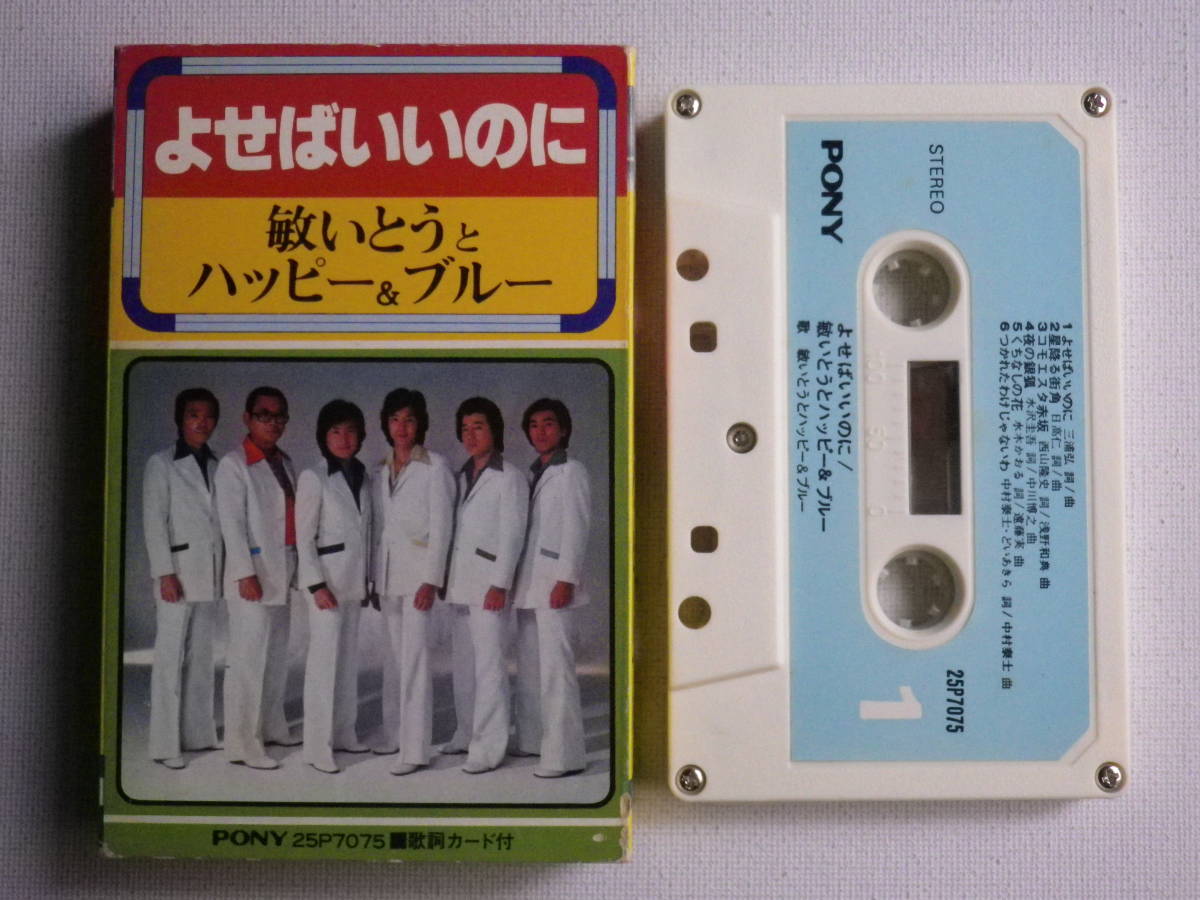 よせばいいのに
敏いとうと
ハッピー&ブルー
PONY 25P7075 ■歌詞カード付
STEREO
PONY
よせばいいのに/
敏いとうとハッピー&ブルー
歌 敏いとうとハッピー&ブルー
1 よせばいいのに 三浦弘 詞/曲
2 星降る街角 日高仁 詞/曲
3 コモエスタ赤坂 西山隆史 詞/浅野和典 曲
4 夜の銀狐 水沢圭吾 詞/中川博之 曲
5 くちなしの花 水木かおる 詞/遠藤実 曲
6 つかれたわけじゃないわ 中村泰士・どいあきら 詞/中村泰士 曲
25P7075
1
100 50 0